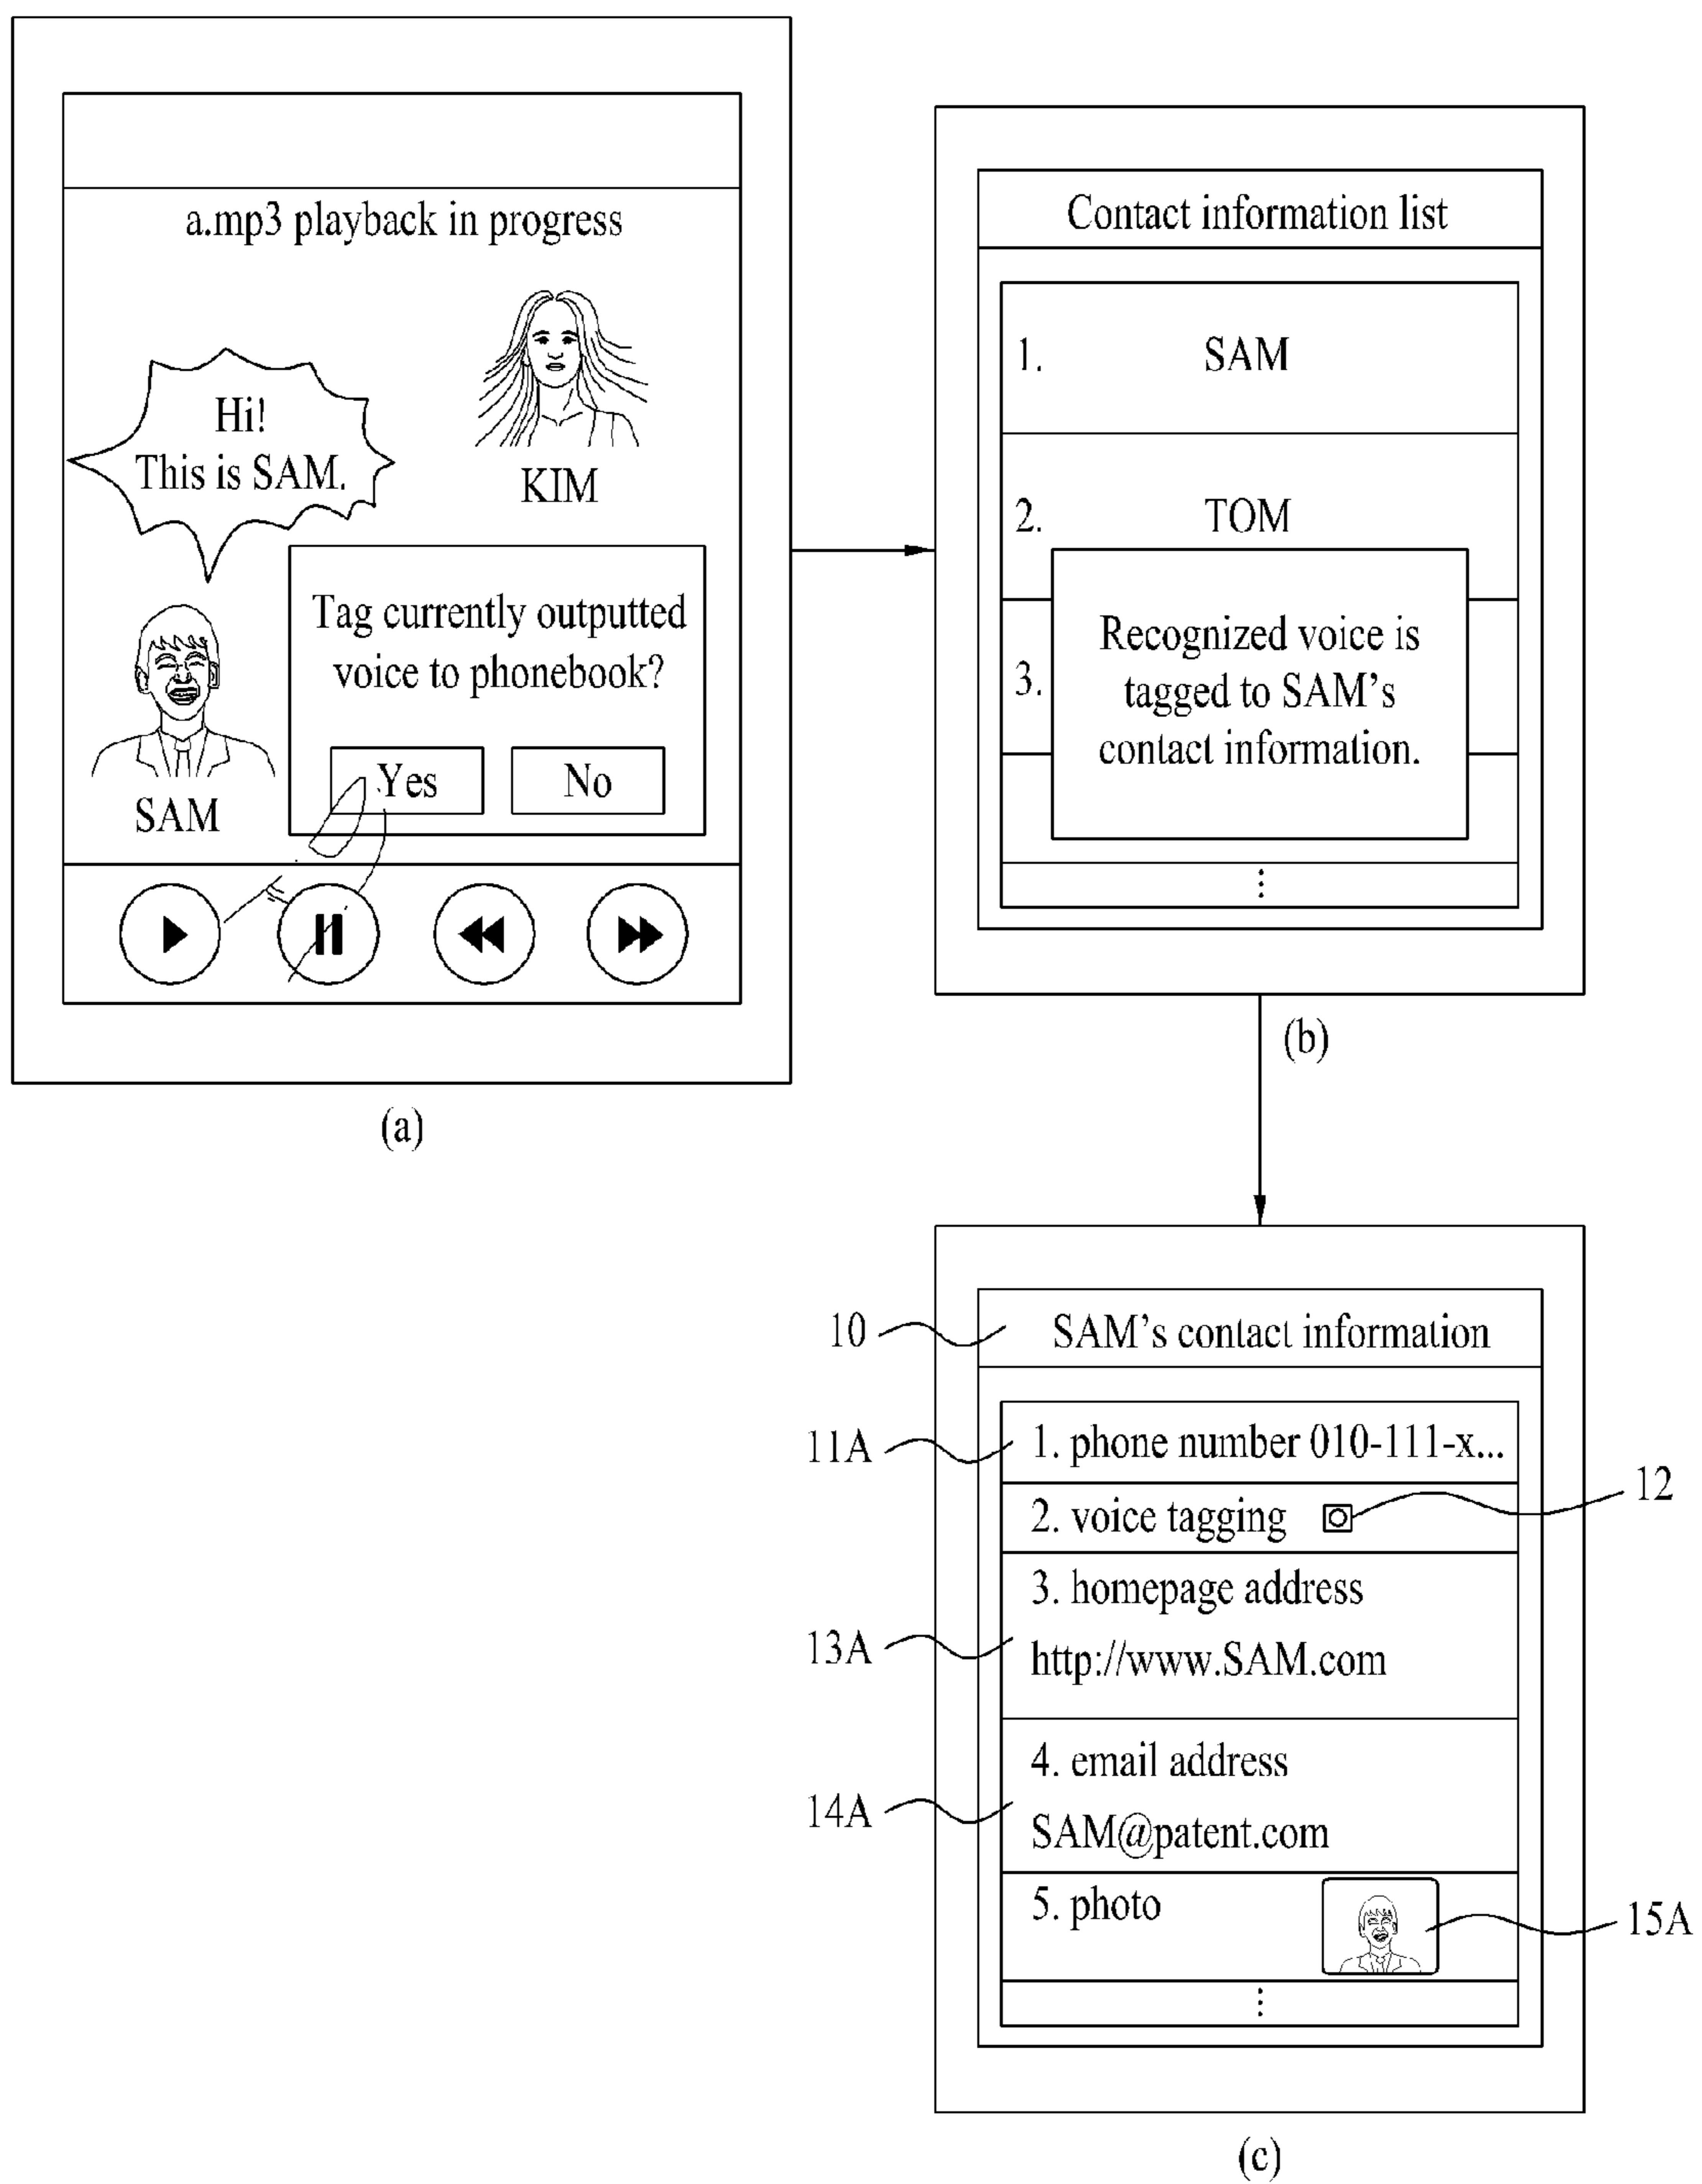 a.mp3 playback in progress
Hi!
This is SAM.
KIM
Tag currently outputted
voice to phonebook?
Yes
No
SAM
(a)
Contact information list
1. SAM
2. TOM
3.
Recognized voice is
tagged to SAM's
contact information.
(b)
10
SAM's contact information
11A
1. phone number 010-111-x...
2. voice tagging
12
3. homepage address
13A
http://www.SAM.com
4. email address
14A
SAM@patent.com
5. photo
15A
(c)